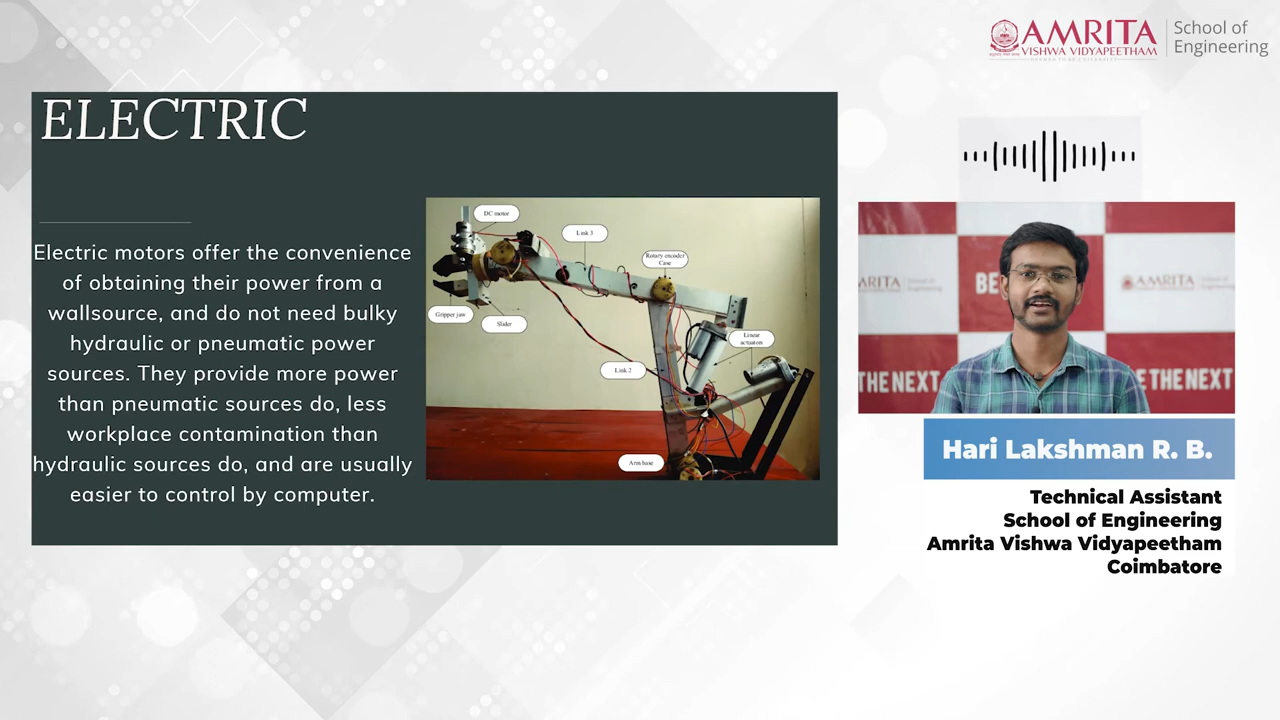 AMRITA
VISHWA VIDYAPEETHAM
School of
Engineering
ELECTRIC
Electric motors offer the convenience
of obtaining their power from a
wallsource, and do not need bulky
hydraulic or pneumatic power
sources. They provide more power
than pneumatic sources do, less
workplace contamination than
hydraulic sources do, and are usually
easier to control by computer.
DC motor
Link 3
Rotary encoder
Case
Gripper jaw
Slider
Linear
actuators
Link 2
Arm base
AMRITA
THE NEXT
E THE NEXT
Hari Lakshman R. B.
Technical Assistant
School of Engineering
Amrita Vishwa Vidyapeetham
Coimbatore